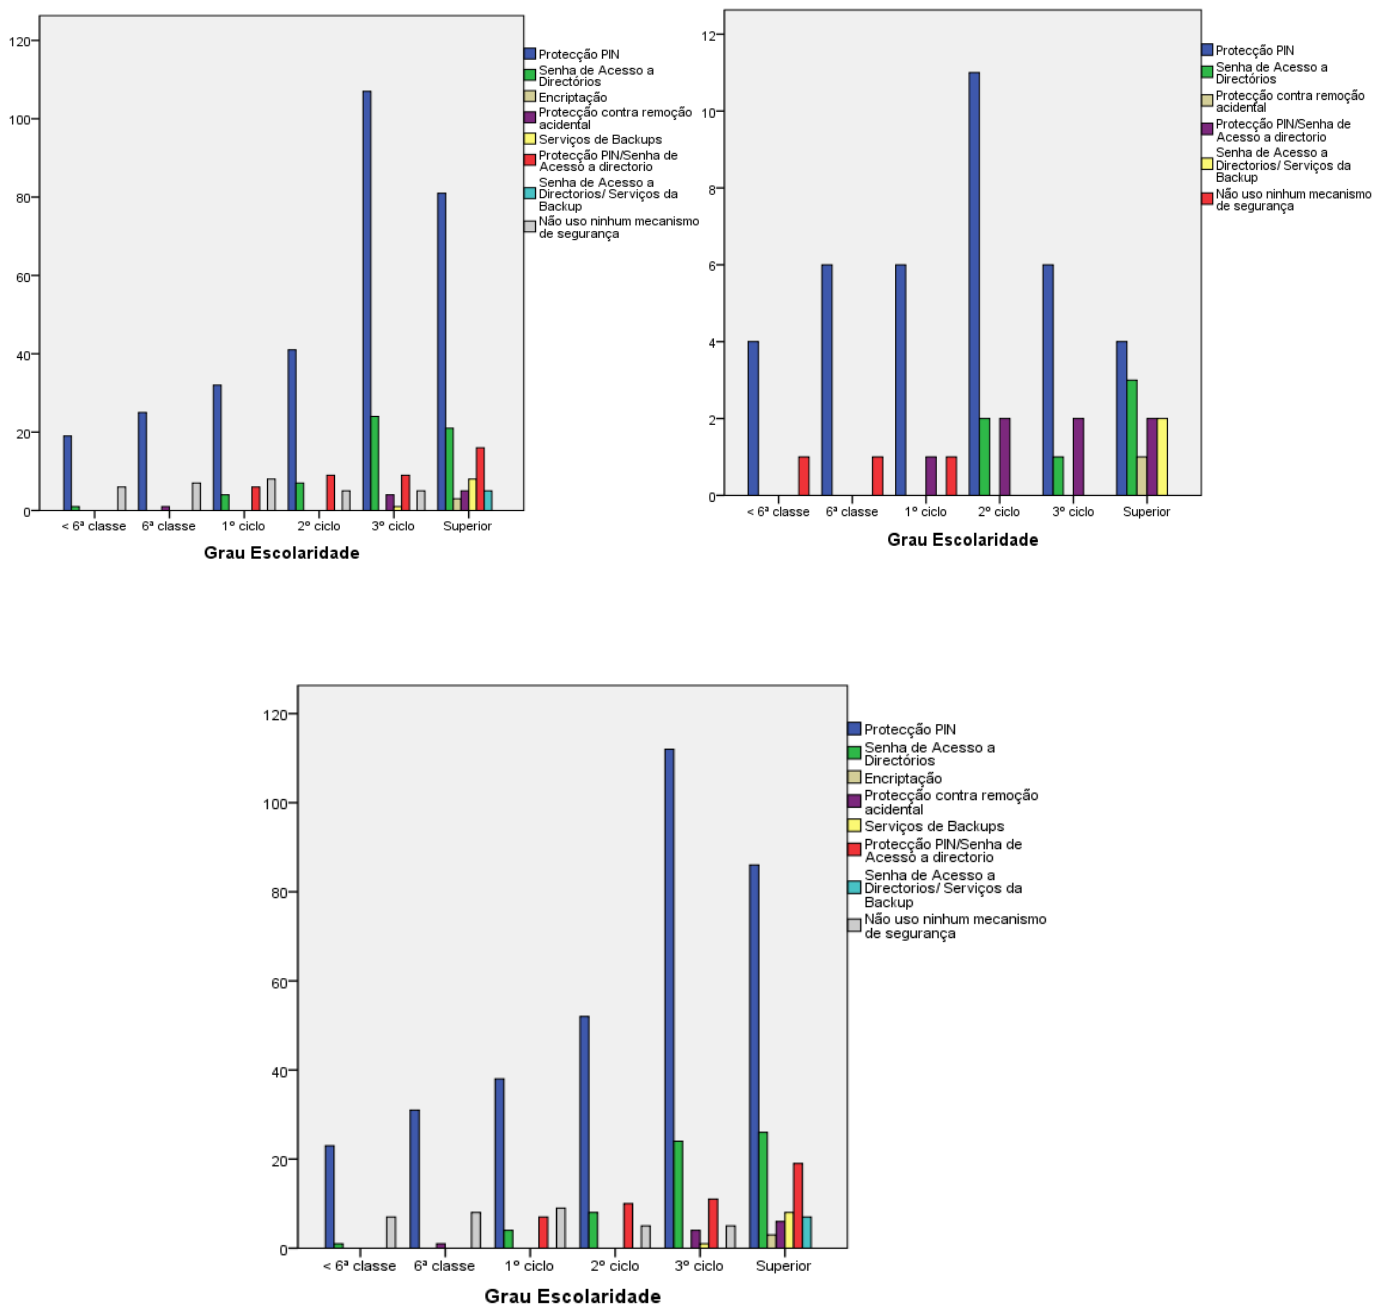 120
100
80
60
40
20
0
< 6ª classe
6ª classe
1º ciclo
2º ciclo
3º ciclo
Superior
Grau Escolaridade
Protecção PIN
Senha de Acesso a
Directórios
Encriptação
Protecção contra remoção
acidental
Serviços de Backups
Protecção PIN/Senha de
Acesso a directorio
Senha de Acesso a
Directorios/ Serviços da
Backup
Não uso ninhum mecanismo
de segurança
12
10
8
6
4
2
0
< 6ª classe
6ª classe
1º ciclo
2º ciclo
3º ciclo
Superior
Grau Escolaridade
Protecção PIN
Senha de Acesso a
Directórios
Protecção contra remoção
acidental
Protecção PIN/Senha de
Acesso a directorio
Senha de Acesso a
Directorios/ Serviços da
Backup
Não uso ninhum mecanismo
de segurança
120
100
80
60
40
20
0
< 6ª classe
6ª classe
1º ciclo
2º ciclo
3º ciclo
Superior
Grau Escolaridade
Protecção PIN
Senha de Acesso a
Directórios
Encriptação
Protecção contra remoção
acidental
Serviços de Backups
Protecção PIN/Senha de
Acesso a directorio
Senha de Acesso a
Directorios/ Serviços da
Backup
Não uso ninhum mecanismo
de segurança